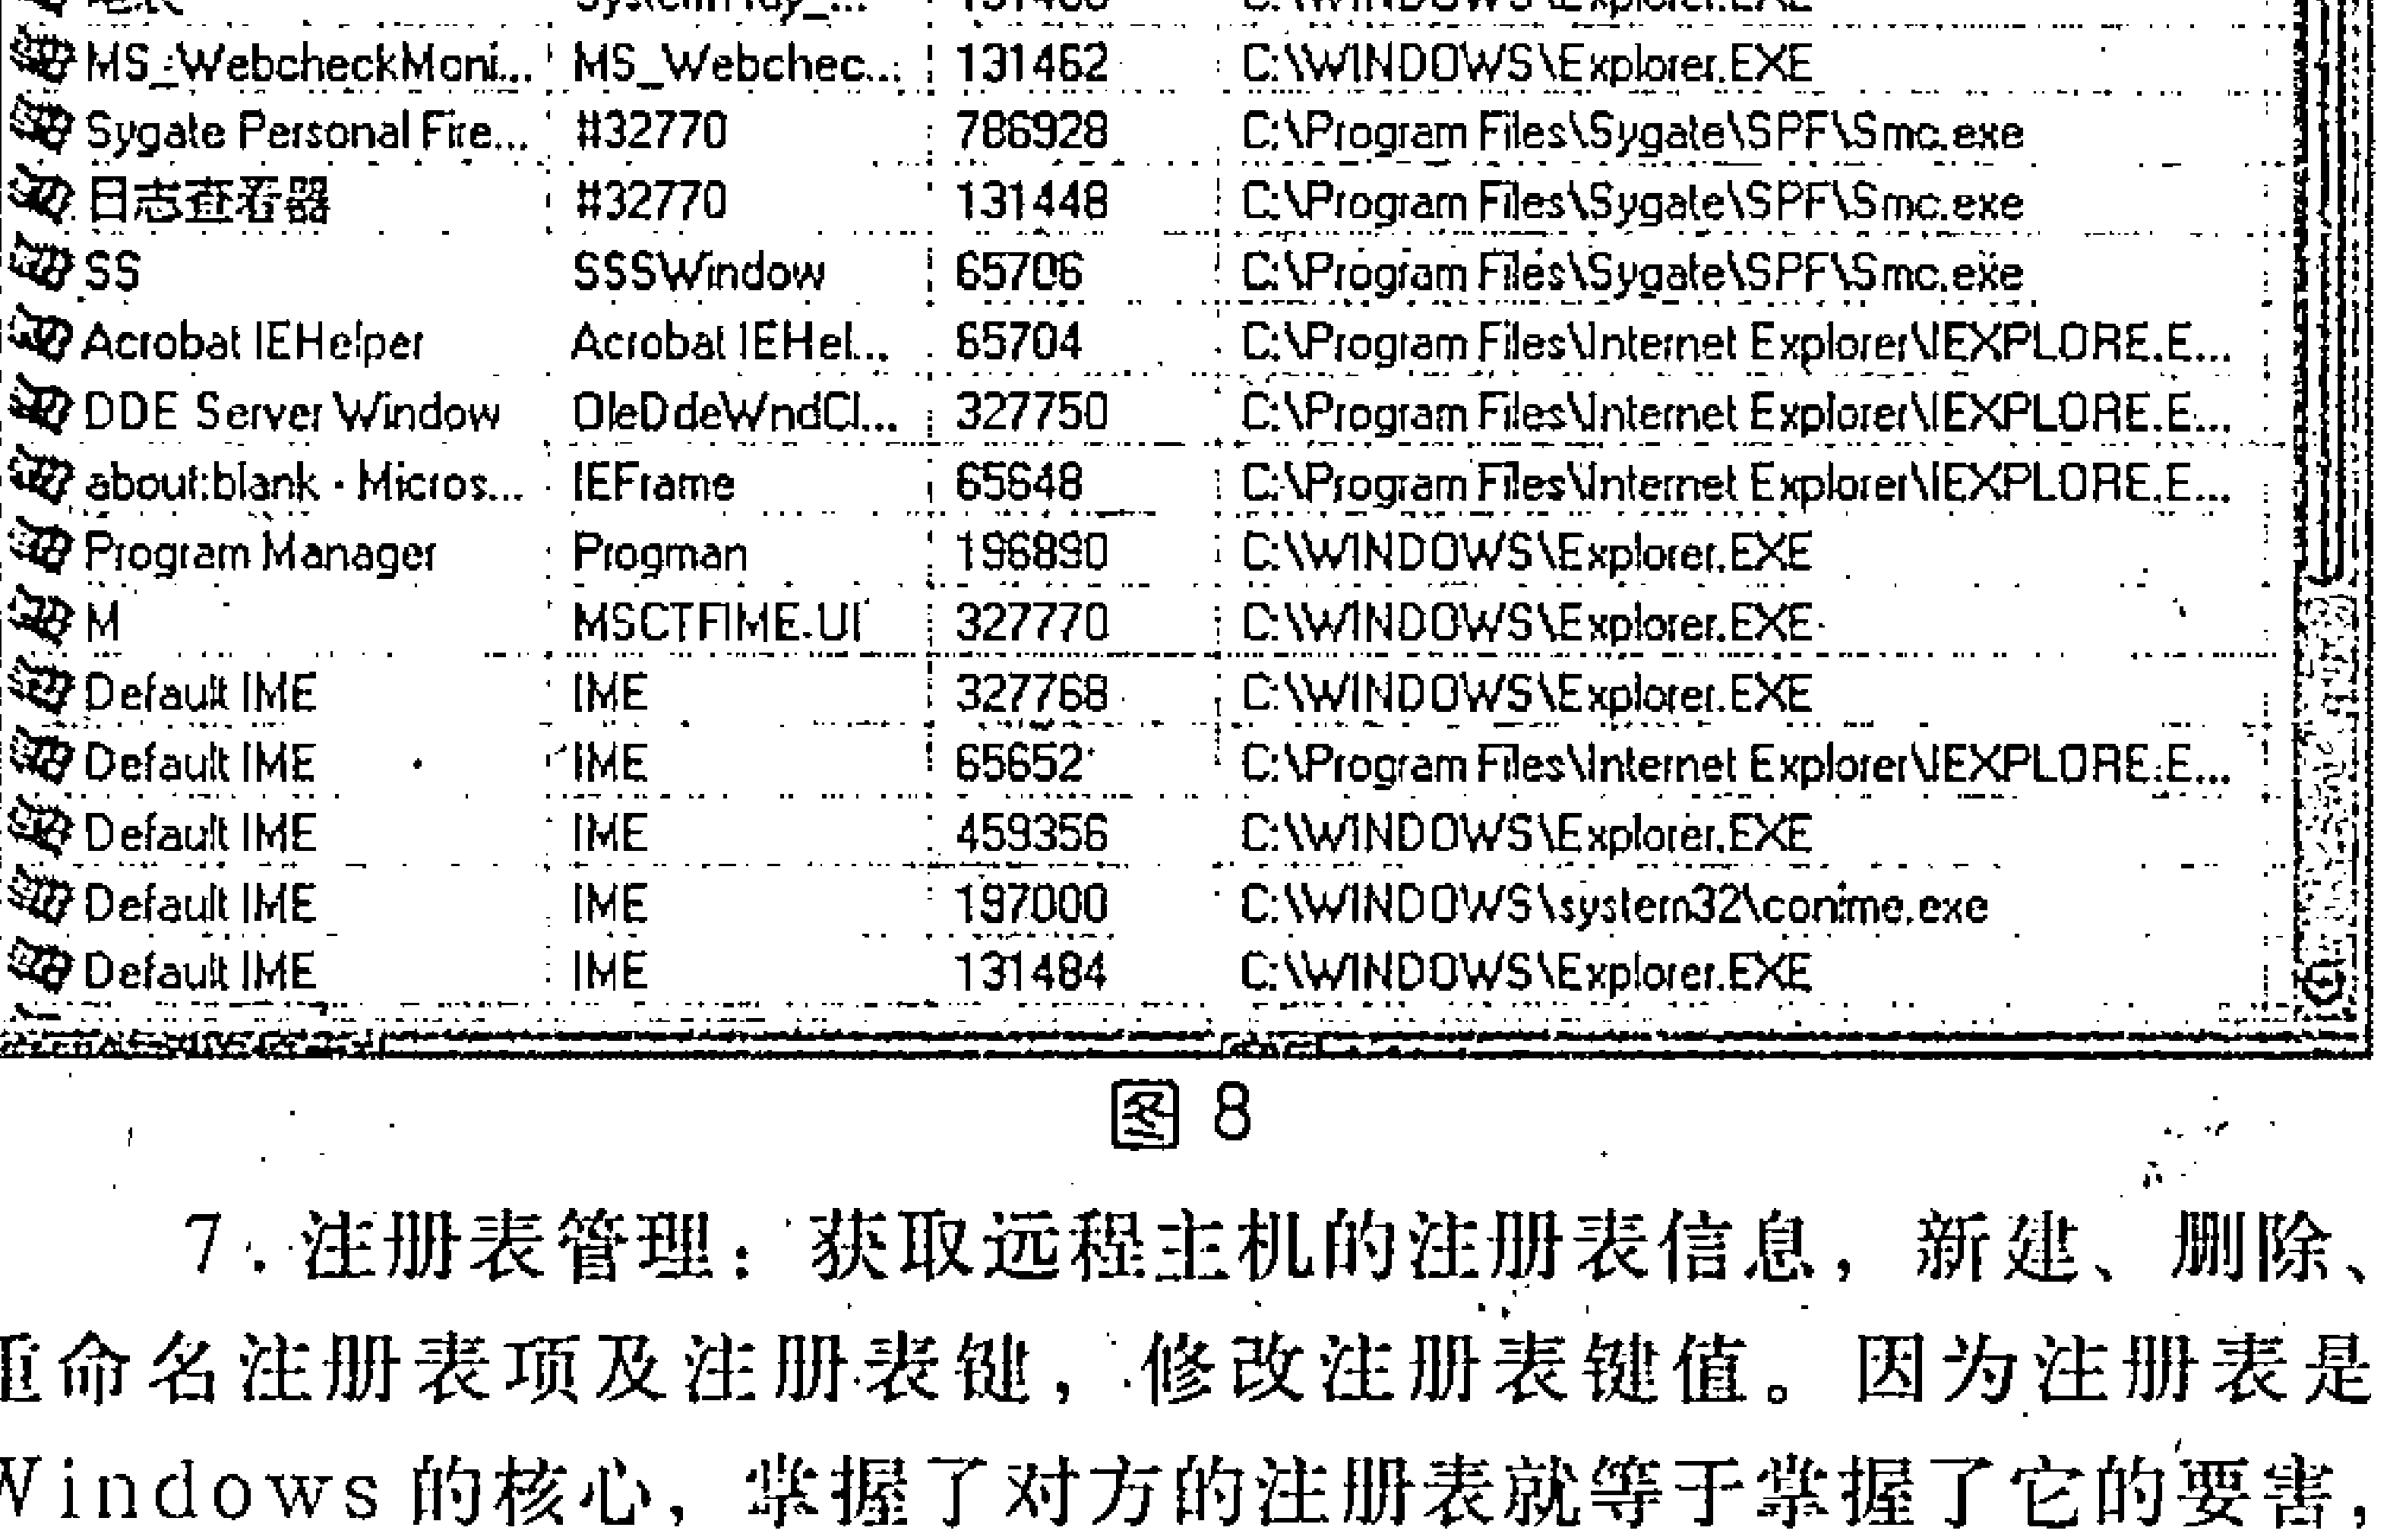 MS_WebcheckMoni... MS_Webchec... 131462 C:\WINDOWS\Explorer.EXE
Sygate Personal Fire... #32770 786928 C:\Program Files\Sygate\SPF\Smc.exe
日志查看器 #32770 131448 C:\Program Files\Sygate\SPF\Smc.exe
SS SSSWindow 65706 C:\Program Files\Sygate\SPF\Smc.exe
Acrobat IEHelper Acrobat IEHel... 65704 C:\Program Files\Internet Explorer\IEXPLORE.E...
DDE Server Window OleDdeWndCl... 327750 C:\Program Files\Internet Explorer\IEXPLORE.E...
about:blank - Micros... IEFrame 65648 C:\Program Files\Internet Explorer\IEXPLORE.E...
Program Manager Progman 196890 C:\WINDOWS\Explorer.EXE
M MSCTFIME UI 327770 C:\WINDOWS\Explorer.EXE
Default IME IME 327768 C:\WINDOWS\Explorer.EXE
Default IME IME 65652 C:\Program Files\Internet Explorer\IEXPLORE.E...
Default IME IME 459356 C:\WINDOWS\Explorer.EXE
Default IME IME 197000 C:\WINDOWS\system32\conime.exe
Default IME IME 131484 C:\WINDOWS\Explorer.EXE
图 8
7. 注册表管理：获取远程主机的注册表信息，新建、删除、
重命名注册表项及注册表键，修改注册表键值。因为注册表是
Windows 的核心，掌握了对方的注册表就等于掌握了它的要害，